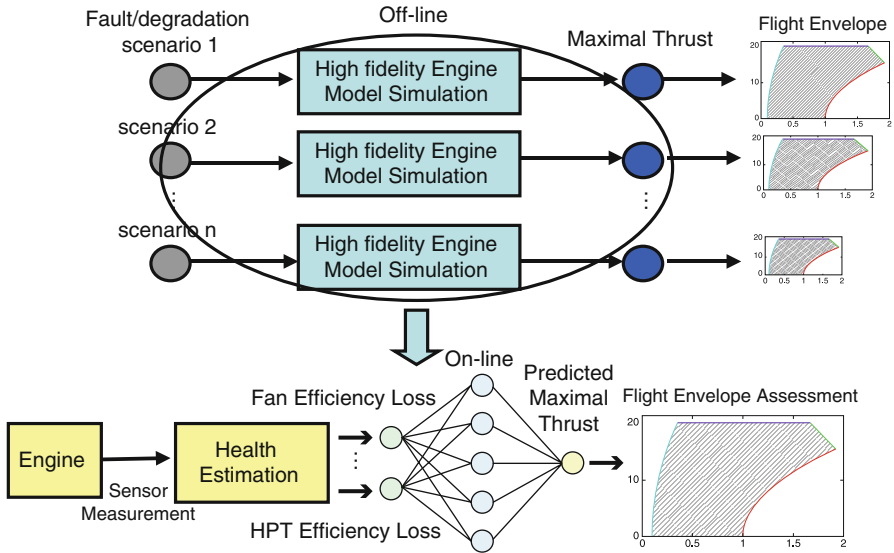 Fault/degradation
scenario 1
Off-line
Maximal Thrust
Flight Envelope
High fidelity Engine
Model Simulation
20
10
0
0
0.5
1
1.5
2
scenario 2
High fidelity Engine
Model Simulation
20
10
0
0
0.5
1
1.5
2
⋮
⋮
scenario n
High fidelity Engine
Model Simulation
20
10
0
0
0.5
1
1.5
2
On-line
Fan Efficiency Loss
Predicted
Maximal
Thrust
Flight Envelope Assessment
Engine
Sensor
Measurement
Health
Estimation
⋮
HPT Efficiency Loss
20
10
0
0
0.5
1
1.5
2